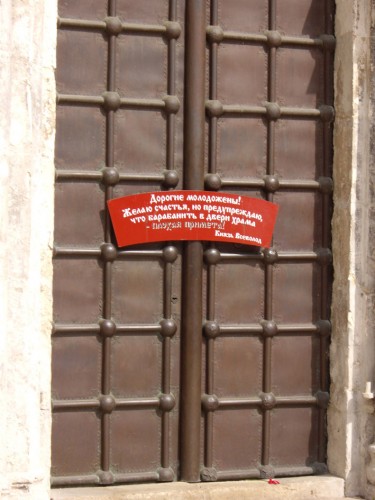 Дорогие молодожены!
Желаю счастья, но предупреждаю,
что барабанить в двери храма
- плохая примета!
Князь Всеволод